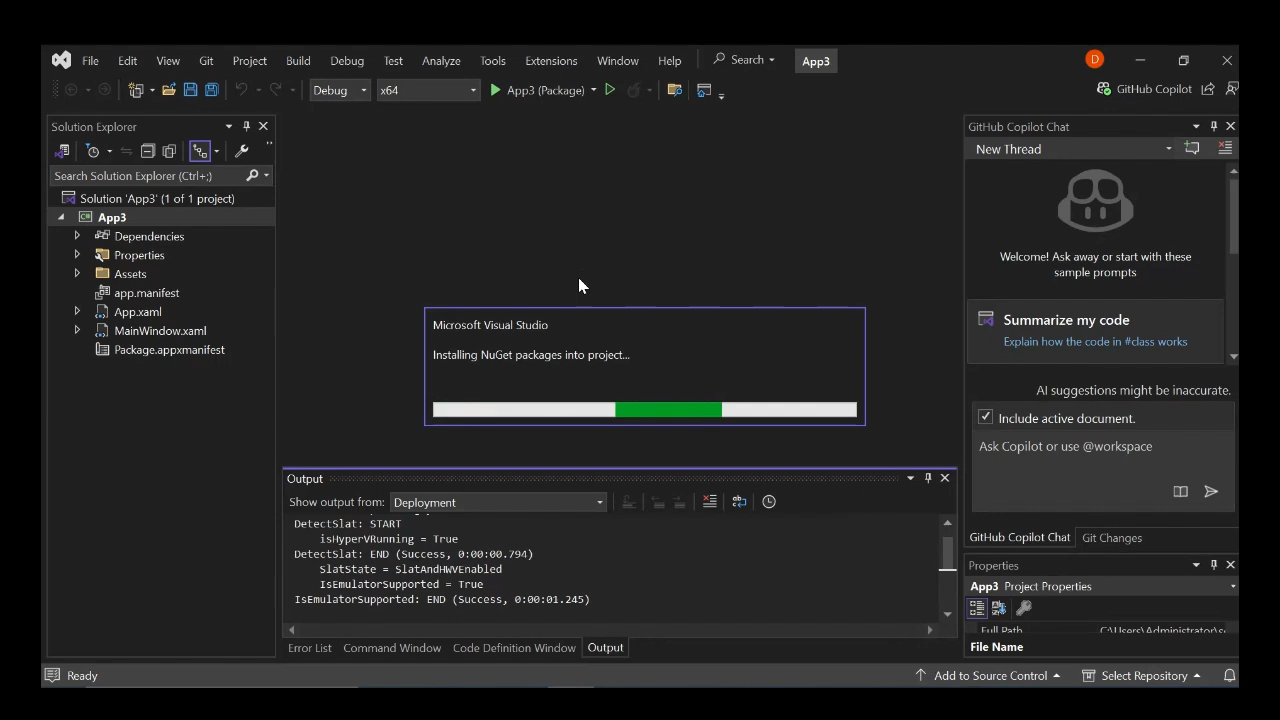 File Edit View Git Project Build Debug Test Analyze Tools Extensions Window Help Search App3 D
Debug x64 App3 (Package) GitHub Copilot
Solution Explorer
Search Solution Explorer (Ctrl+;)
Solution 'App3' (1 of 1 project)
App3
Dependencies
Properties
Assets
app.manifest
App.xaml
MainWindow.xaml
Package.appxmanifest
Microsoft Visual Studio
Installing NuGet packages into project...
Output
Show output from: Deployment
DetectSlat: START
isHyperVRunning = True
DetectSlat: END (Success, 0:00:00.794)
SlatState = SlatAndHWVEnabled
IsEmulatorSupported = True
IsEmulatorSupported: END (Success, 0:00:01.245)
Error List Command Window Code Definition Window Output
GitHub Copilot Chat
New Thread
Welcome! Ask away or start with these
sample prompts
Summarize my code
Explain how the code in #class works
AI suggestions might be inaccurate.
Include active document.
Ask Copilot or use @workspace
GitHub Copilot Chat Git Changes
Properties
App3 Project Properties
Full Path C:\Users\Administrator\s
File Name
Ready Add to Source Control Select Repository